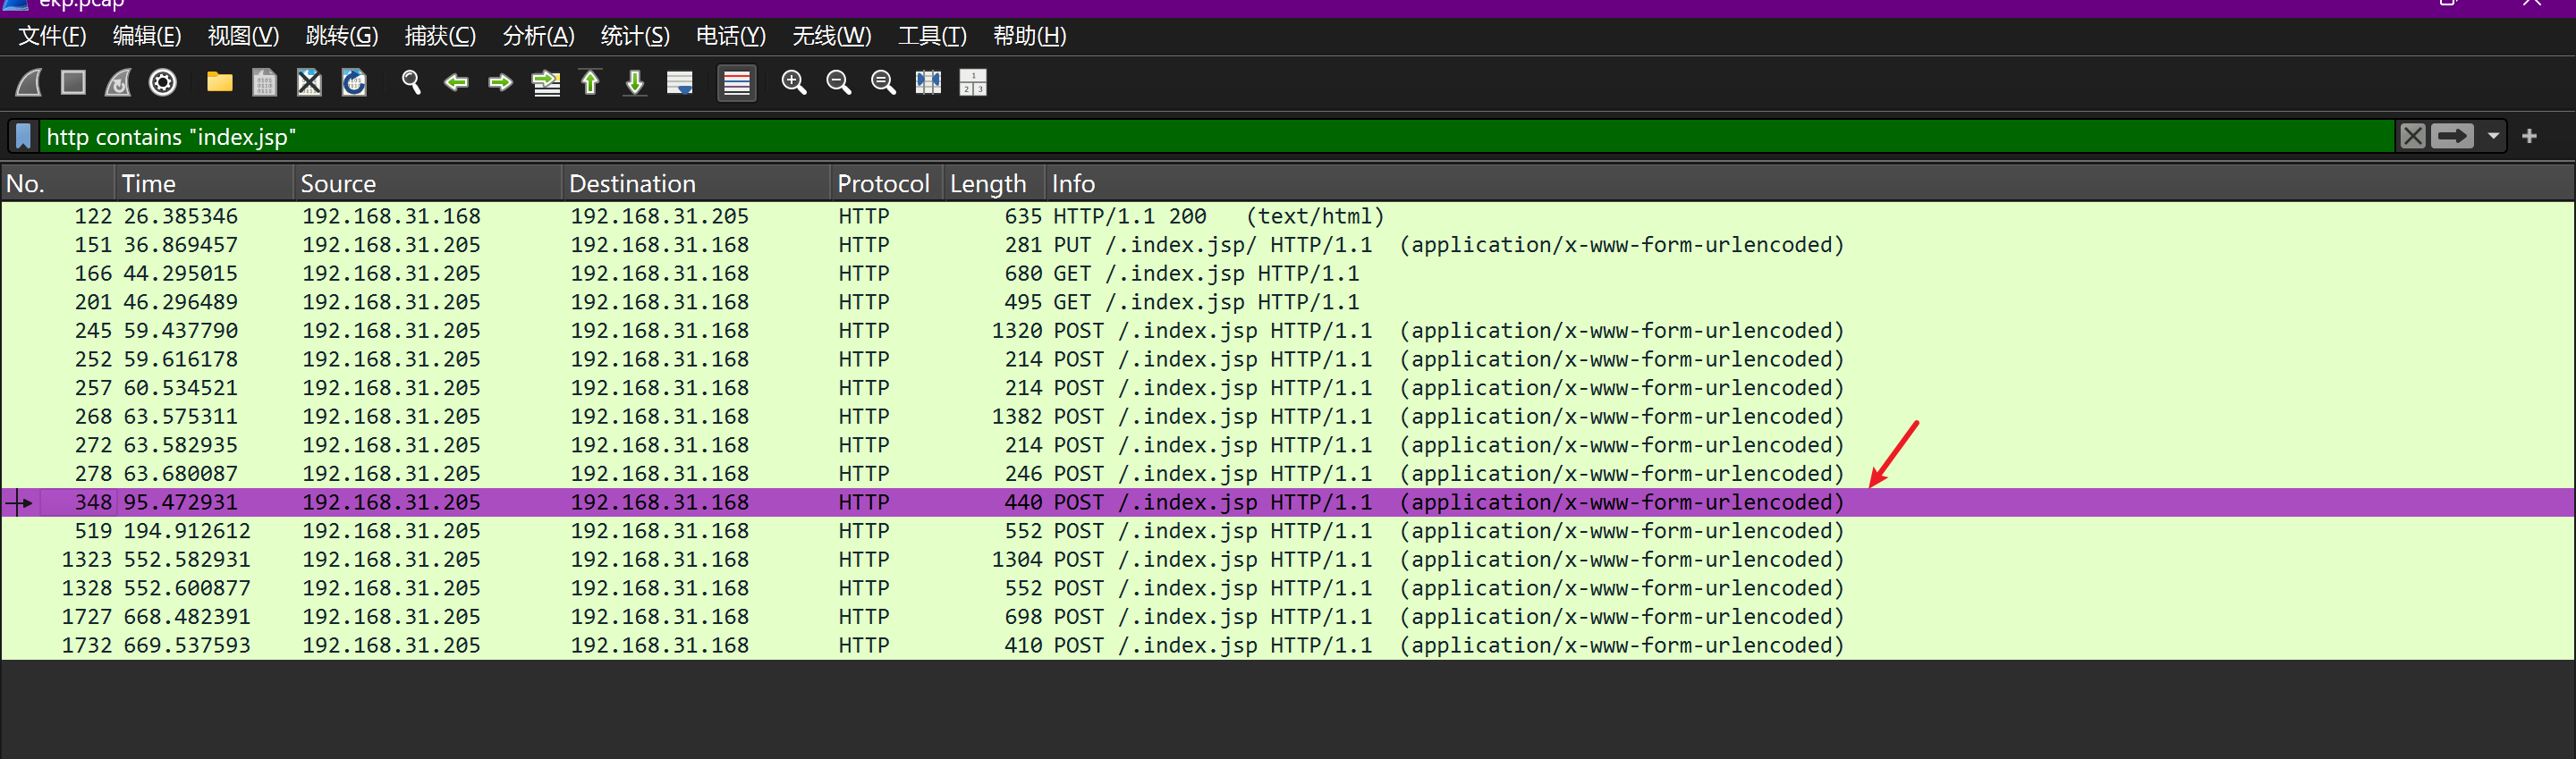 ekp.pcap
文件(F) 编辑(E) 视图(V) 跳转(G) 捕获(C) 分析(A) 统计(S) 电话(Y) 无线(W) 工具(T) 帮助(H)
http contains "index.jsp"
No. Time Source Destination Protocol Length Info
122 26.385346 192.168.31.168 192.168.31.205 HTTP 635 HTTP/1.1 200 (text/html)
151 36.869457 192.168.31.205 192.168.31.168 HTTP 281 PUT /.index.jsp/ HTTP/1.1 (application/x-www-form-urlencoded)
166 44.295015 192.168.31.205 192.168.31.168 HTTP 680 GET /.index.jsp HTTP/1.1
201 46.296489 192.168.31.205 192.168.31.168 HTTP 495 GET /.index.jsp HTTP/1.1
245 59.437790 192.168.31.205 192.168.31.168 HTTP 1320 POST /.index.jsp HTTP/1.1 (application/x-www-form-urlencoded)
252 59.616178 192.168.31.205 192.168.31.168 HTTP 214 POST /.index.jsp HTTP/1.1 (application/x-www-form-urlencoded)
257 60.534521 192.168.31.205 192.168.31.168 HTTP 214 POST /.index.jsp HTTP/1.1 (application/x-www-form-urlencoded)
268 63.575311 192.168.31.205 192.168.31.168 HTTP 1382 POST /.index.jsp HTTP/1.1 (application/x-www-form-urlencoded)
272 63.582935 192.168.31.205 192.168.31.168 HTTP 214 POST /.index.jsp HTTP/1.1 (application/x-www-form-urlencoded)
278 63.680087 192.168.31.205 192.168.31.168 HTTP 246 POST /.index.jsp HTTP/1.1 (application/x-www-form-urlencoded)
348 95.472931 192.168.31.205 192.168.31.168 HTTP 440 POST /.index.jsp HTTP/1.1 (application/x-www-form-urlencoded)
519 194.912612 192.168.31.205 192.168.31.168 HTTP 552 POST /.index.jsp HTTP/1.1 (application/x-www-form-urlencoded)
1323 552.582931 192.168.31.205 192.168.31.168 HTTP 1304 POST /.index.jsp HTTP/1.1 (application/x-www-form-urlencoded)
1328 552.600877 192.168.31.205 192.168.31.168 HTTP 552 POST /.index.jsp HTTP/1.1 (application/x-www-form-urlencoded)
1727 668.482391 192.168.31.205 192.168.31.168 HTTP 698 POST /.index.jsp HTTP/1.1 (application/x-www-form-urlencoded)
1732 669.537593 192.168.31.205 192.168.31.168 HTTP 410 POST /.index.jsp HTTP/1.1 (application/x-www-form-urlencoded)